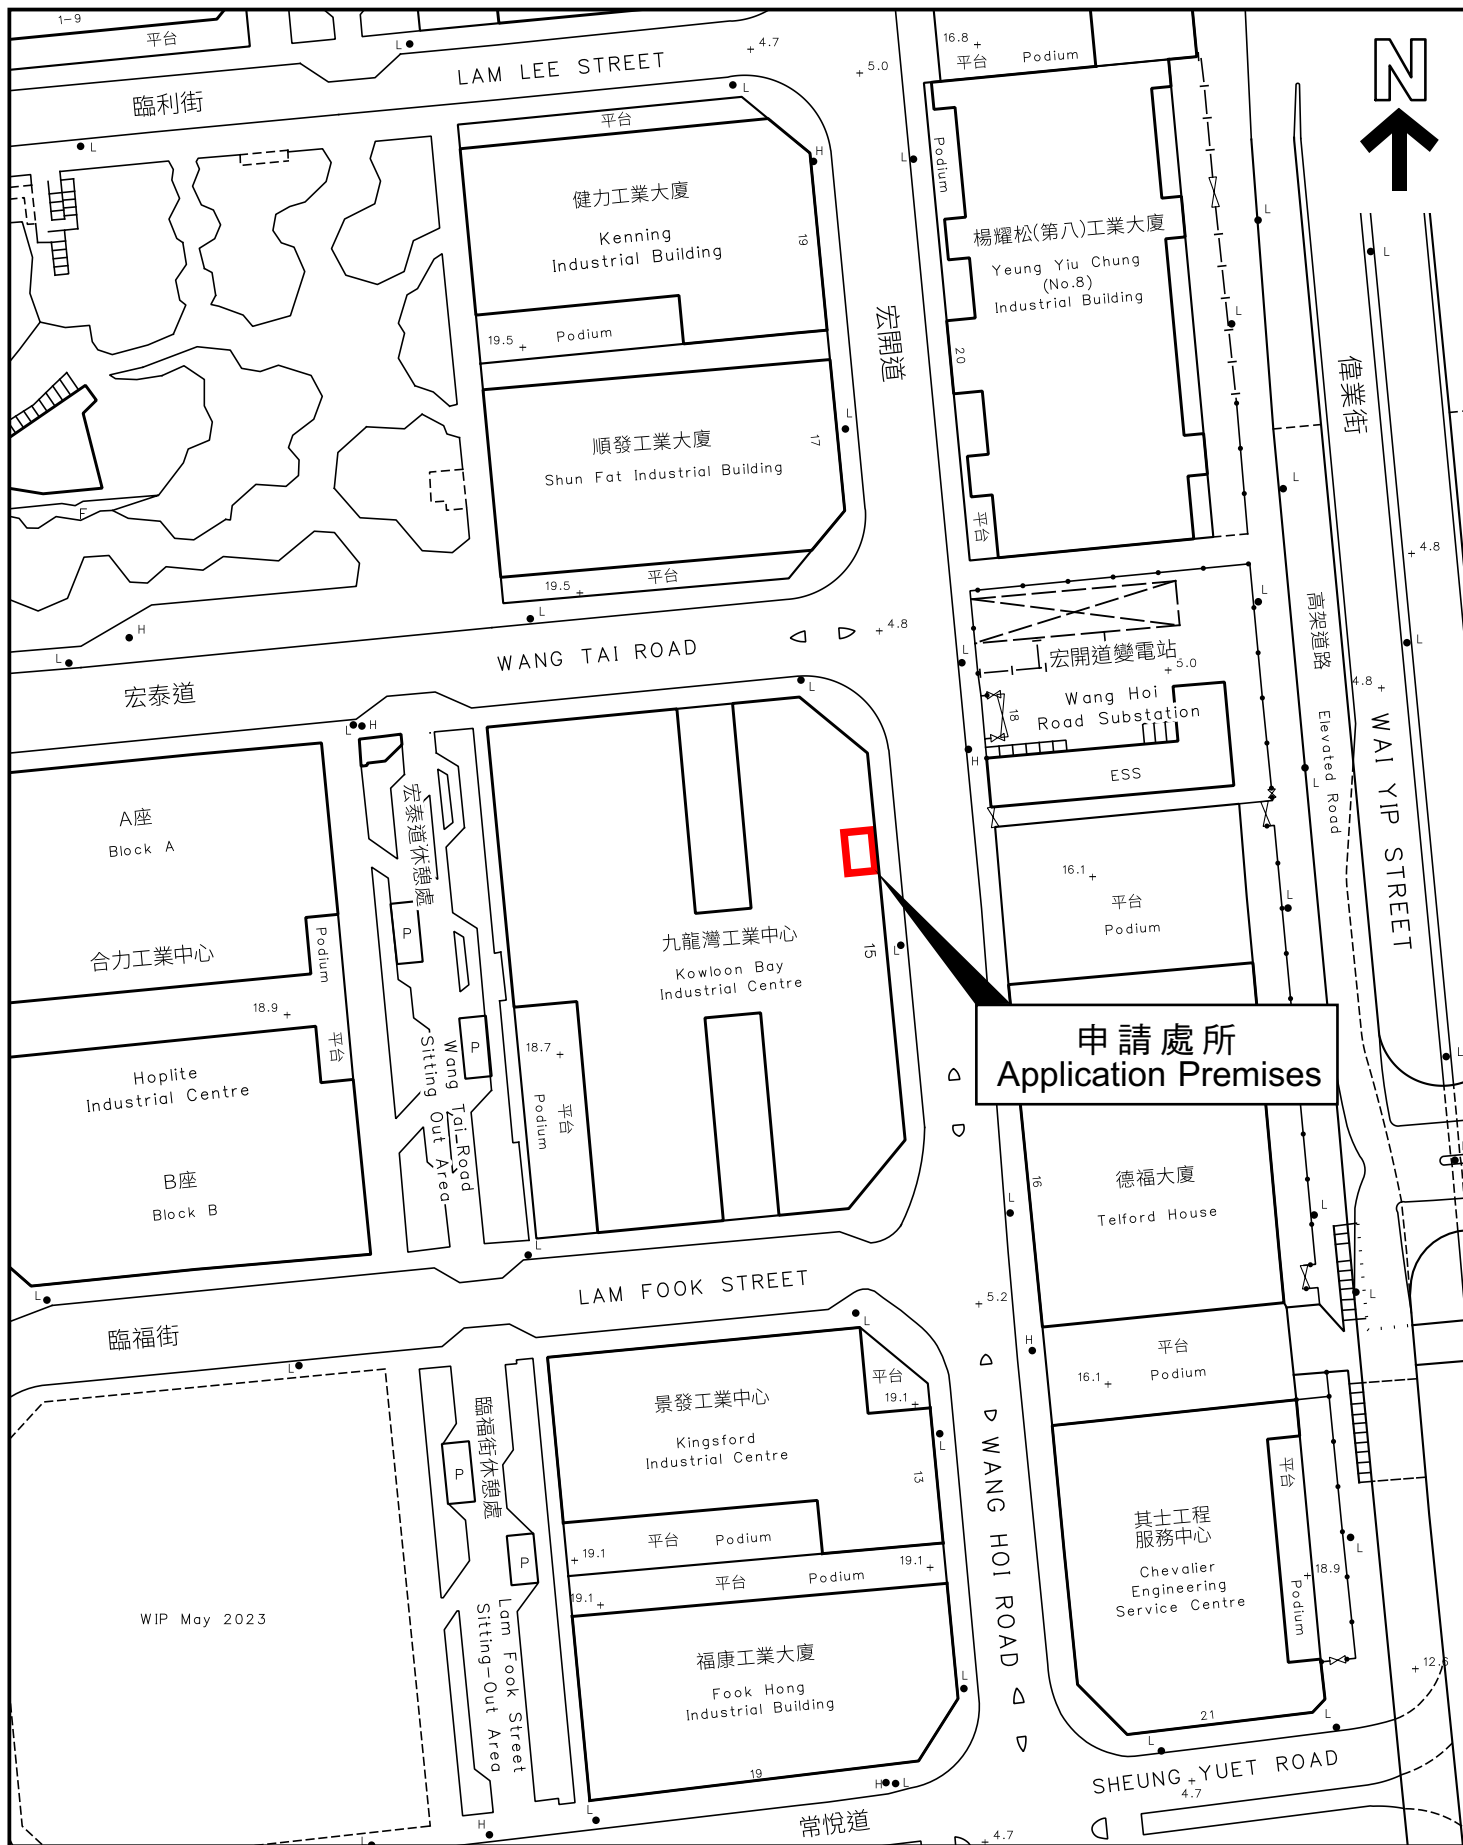 1-9
平台
L
LAM LEE STREET
4.7
5.0
16.8
平台
Podium
N
臨利街
L
L
平台
H
L
Podium
健力工業大廈
Kenning
Industrial Building
19
19.5
Podium
楊耀松(第八)工業大廈
Yeung Yiu Chung
(No.8)
Industrial Building
20
L
L
L
宏開道
偉業街
順發工業大廈
Shun Fat Industrial Building
17
L
F
平台
L
4.8
19.5
平台
L
H
L
WANG TAI ROAD
4.8
L
L
高架道路
L
宏開道變電站
5.0
Wang Hoi
Road Substation
18
H
ESS
4.8
Elevated Road
L
WAI YIP STREET
宏泰道
L
H
L
A座
Block A
合力工業中心
Podium
18.9
平台
Hoplite
Industrial Centre
B座
Block B
宏泰道休憩處
P
P
Wang Tai Road
Sitting Out Area
九龍灣工業中心
Kowloon Bay
Industrial Centre
15
L
18.7
平台
Podium
16.1
平台
Podium
L
申請處所
Application Premises
L
德福大廈
Telford House
16
L
L
L
L
L
LAM FOOK STREET
5.2
臨福街
L
L
H
平台
Podium
16.1
景發工業中心
Kingsford
Industrial Centre
13
平台
19.1
L
臨福街休憩處
P
P
Lam Fook Street
Sitting-Out Area
19.1
平台
Podium
19.1
19.1
平台
Podium
WIP May 2023
福康工業大廈
Fook Hong
Industrial Building
19
L
WANG HOI ROAD
其士工程
服務中心
Chevalier
Engineering
Service Centre
平台
18.9
Podium
L
12.6
21
L
L
SHEUNG YUET ROAD
4.7
H
L
H
L
常悅道
4.7